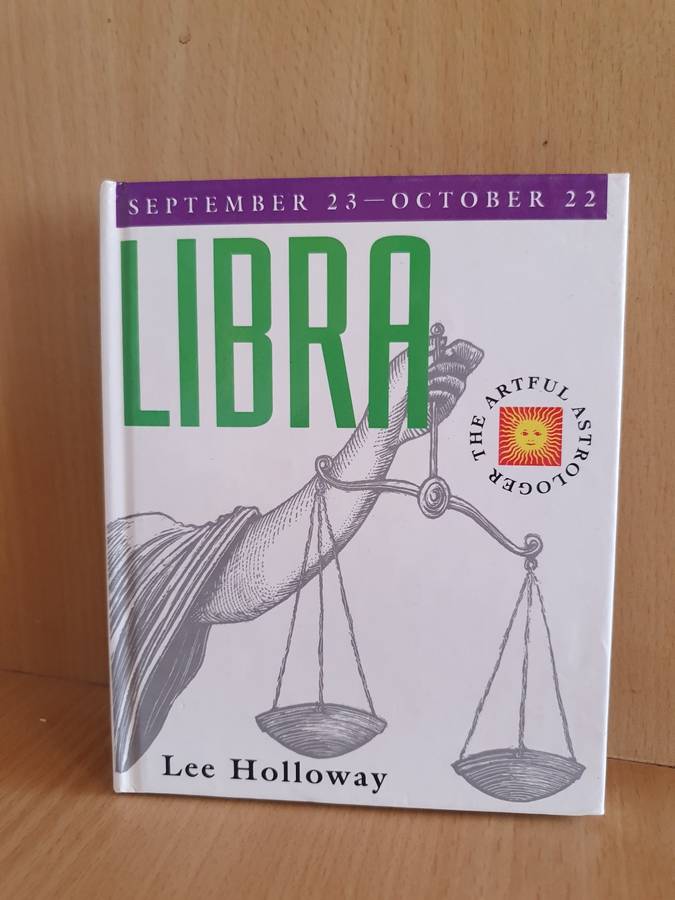 SEPTEMBER 23—OCTOBER 22
LIBRA
THE ARTFUL ASTROLOGER
Lee Holloway